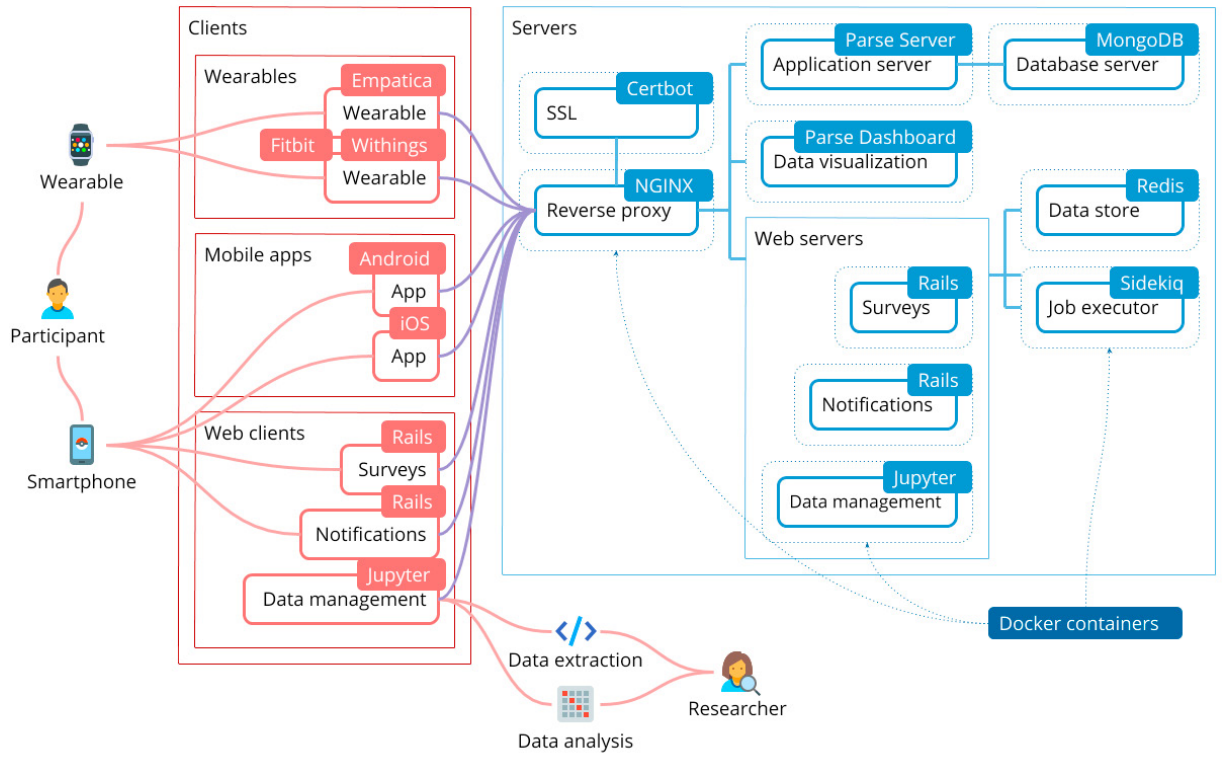 Clients
Wearables
Empatica
Wearable
Fitbit
Withings
Wearable
Mobile apps
Android
App
iOS
App
Web clients
Rails
Surveys
Rails
Notifications
Jupyter
Data management
Wearable
Participant
Smartphone
Servers
Certbot
SSL
NGINX
Reverse proxy
Parse Server
Application server
MongoDB
Database server
Parse Dashboard
Data visualization
Web servers
Rails
Surveys
Rails
Notifications
Jupyter
Data management
Redis
Data store
Sidekiq
Job executor
Docker containers
Data extraction
Data analysis
Researcher